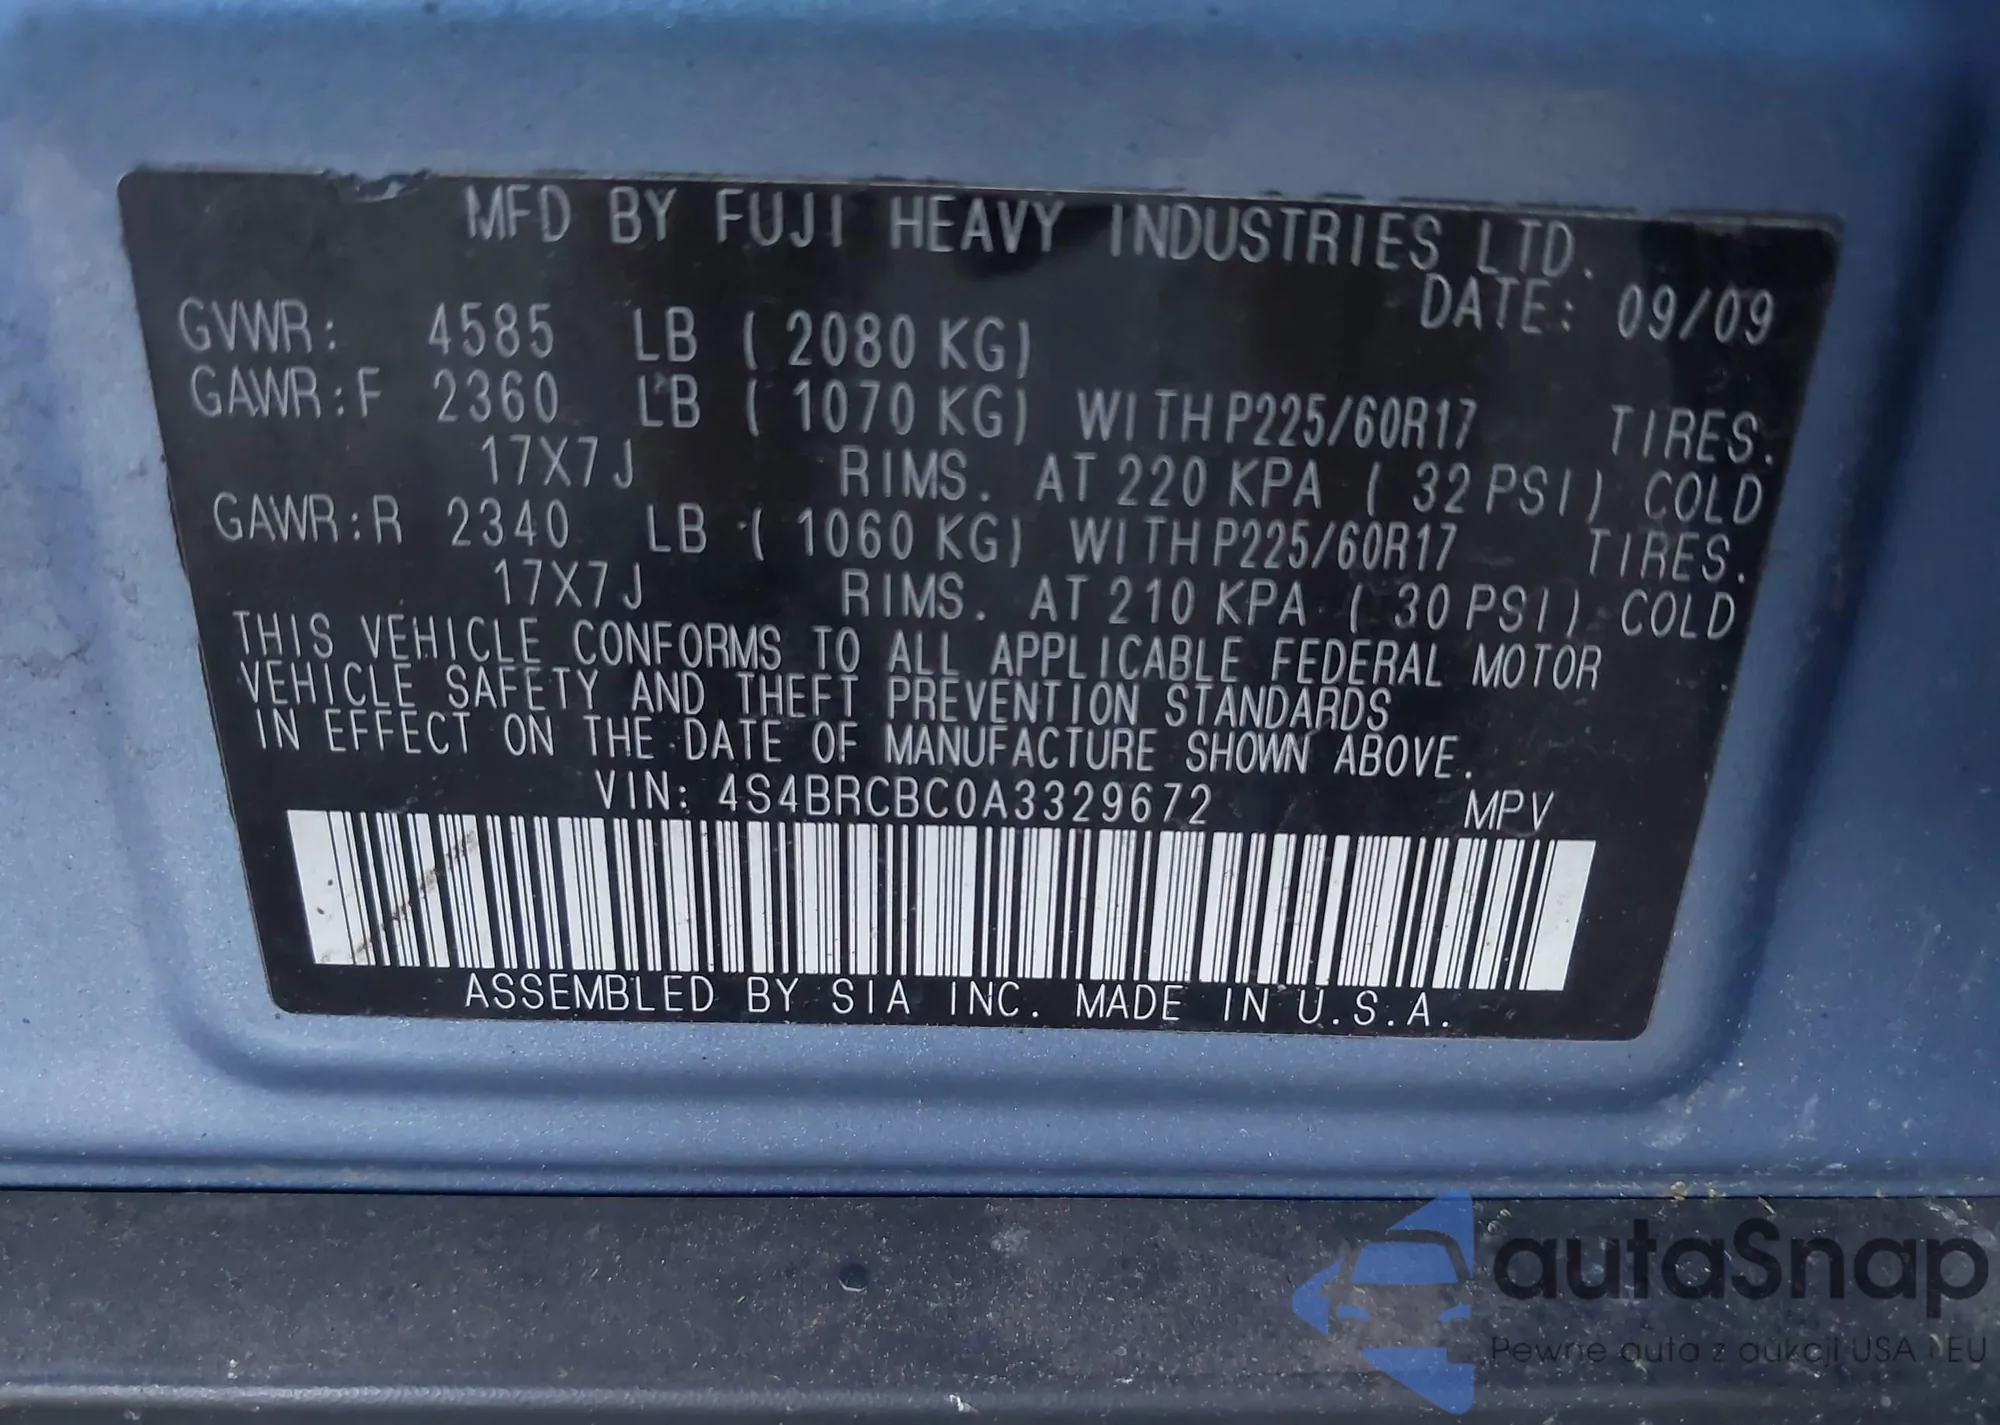 MFD BY FUJI HEAVY INDUSTRIES LTD.
DATE: 09/09
GVWR: 4585 LB ( 2080 KG)
GAWR:F 2360 LB ( 1070 KG) WITH P225/60R17 TIRES.
17X7J RIMS. AT 220 KPA ( 32 PSI) COLD
GAWR:R 2340 LB ( 1060 KG) WITH P225/60R17 TIRES.
17X7J RIMS. AT 210 KPA ( 30 PSI) COLD
THIS VEHICLE CONFORMS TO ALL APPLICABLE FEDERAL MOTOR
VEHICLE SAFETY AND THEFT PREVENTION STANDARDS
IN EFFECT ON THE DATE OF MANUFACTURE SHOWN ABOVE.
VIN: 4S4BRCBC0A3329672 MPV
ASSEMBLED BY SIA INC. MADE IN U.S.A.
autaSnap
Pewne auta z aukcji USA i EU